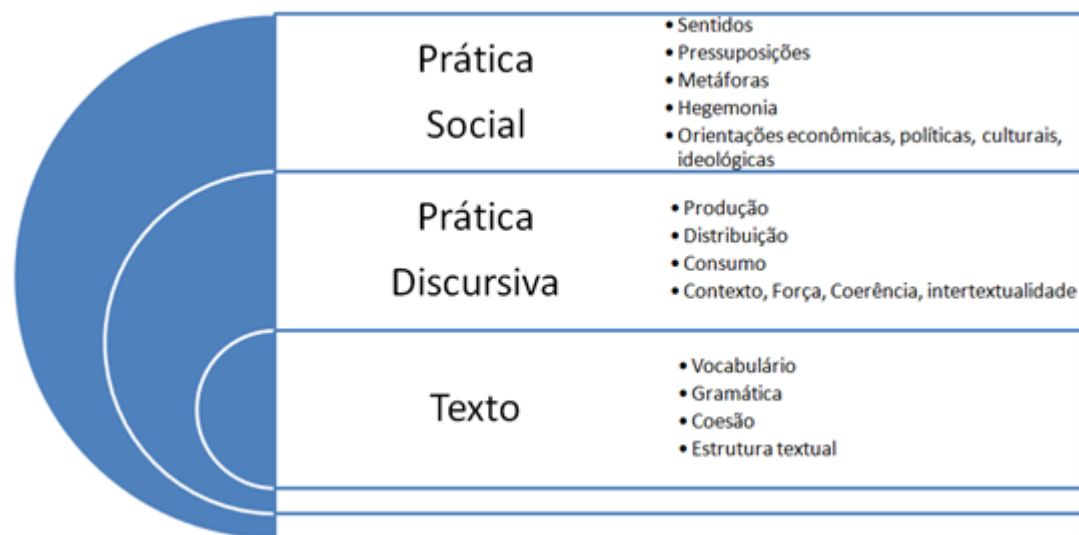 Prática
Social
• Sentidos
• Pressuposições
• Metáforas
• Hegemonia
• Orientações econômicas, políticas, culturais,
ideológicas
Prática
Discursiva
• Produção
• Distribuição
• Consumo
• Contexto, Força, Coerência, intertextualidade
Texto
• Vocabulário
• Gramática
• Coesão
• Estrutura textual